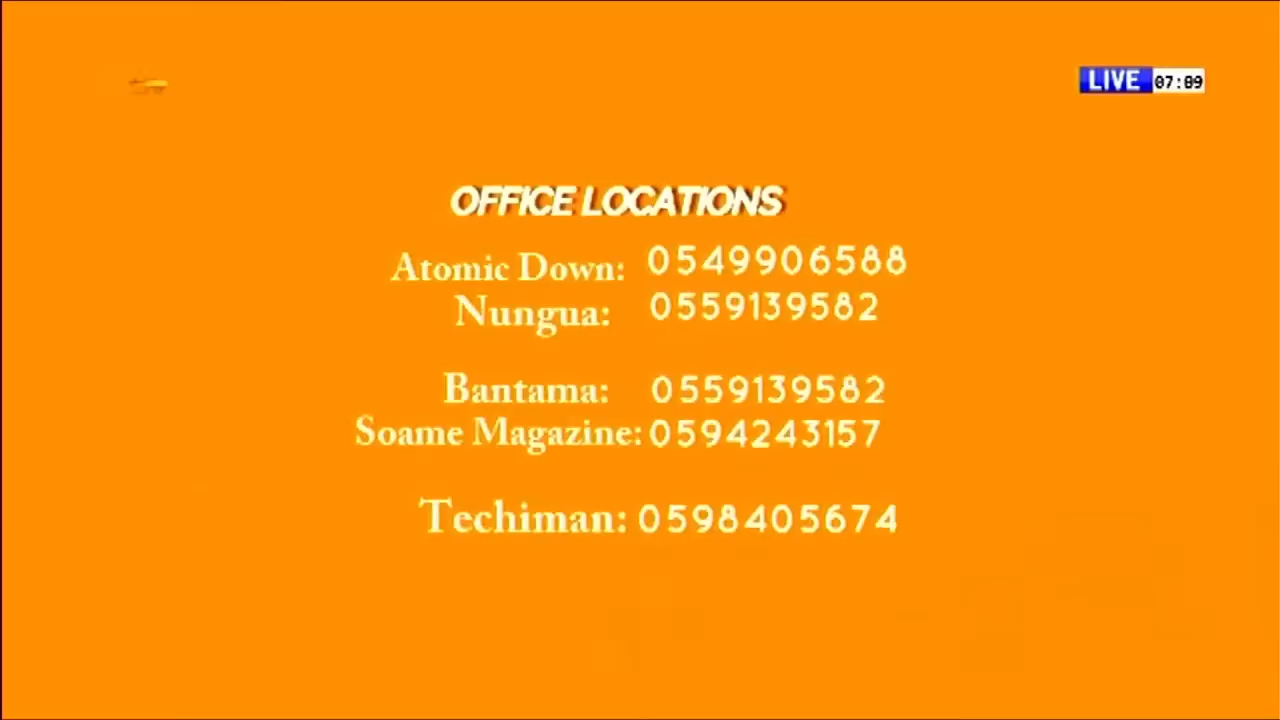 LIVE 07:09
OFFICE LOCATIONS
Atomic Down: 0549906588
Nungua: 0559139582
Bantama: 0559139582
Soame Magazine: 0594243157
Techiman: 0598405674